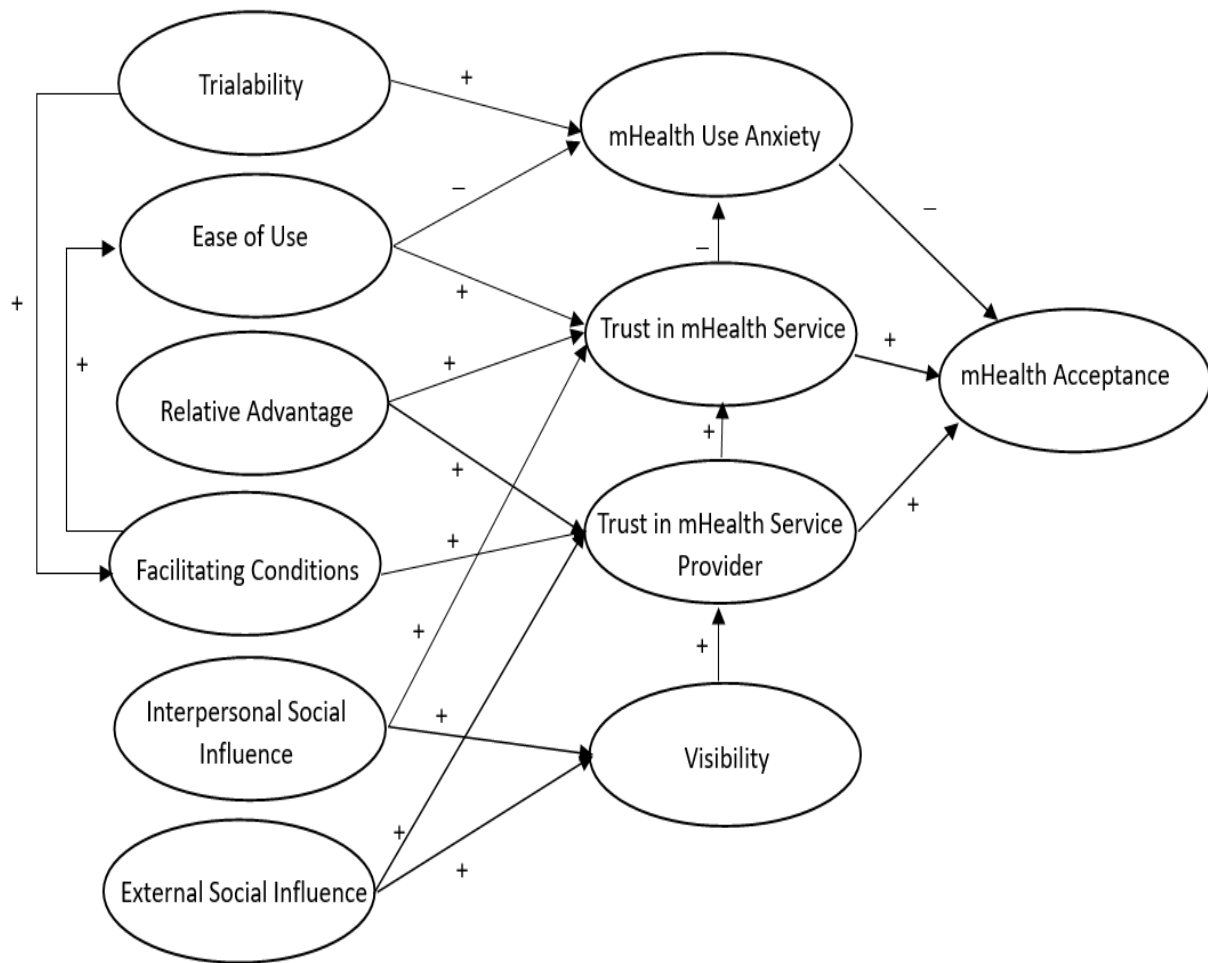 Trialability
+
mHealth Use Anxiety
–
Ease of Use
–
–
+
+
Trust in mHealth Service
+
+
+
mHealth Acceptance
Relative Advantage
+
+
Trust in mHealth Service
Provider
+
Facilitating Conditions
+
+
Interpersonal Social
Influence
+
+
Visibility
+
External Social Influence
+